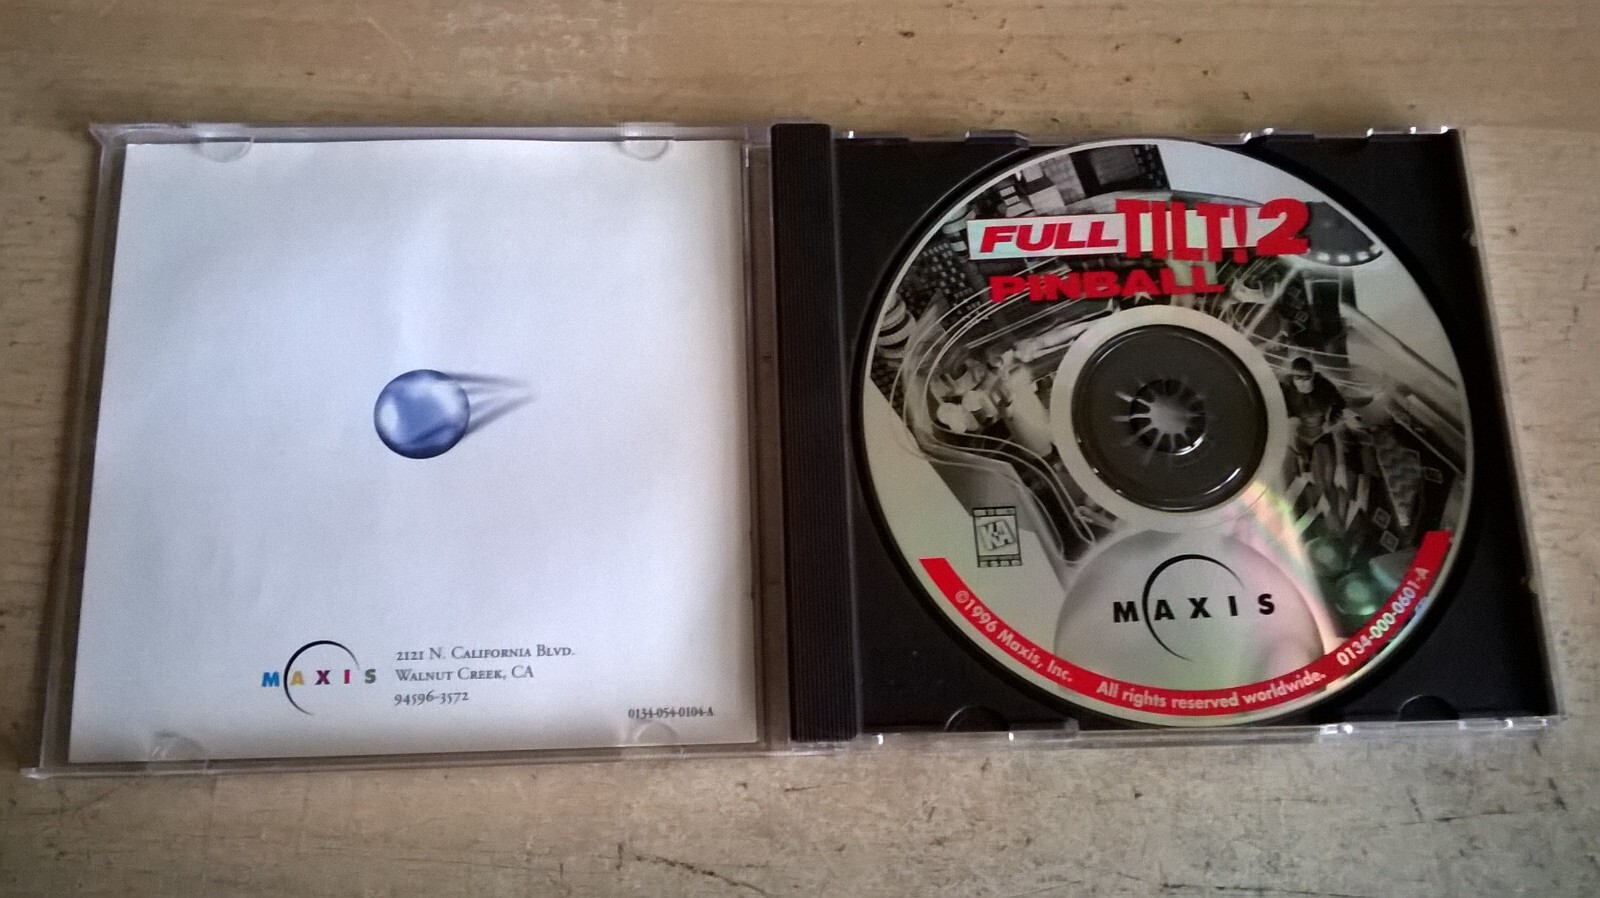 MAXIS
2121 N. California Blvd.
Walnut Creek, CA
94596-3572
0134-054-0104-A
FULL TILT! 2
PINBALL
K-A
MAXIS
©1996 Maxis, Inc. All rights reserved worldwide. 0134-000-0601-A